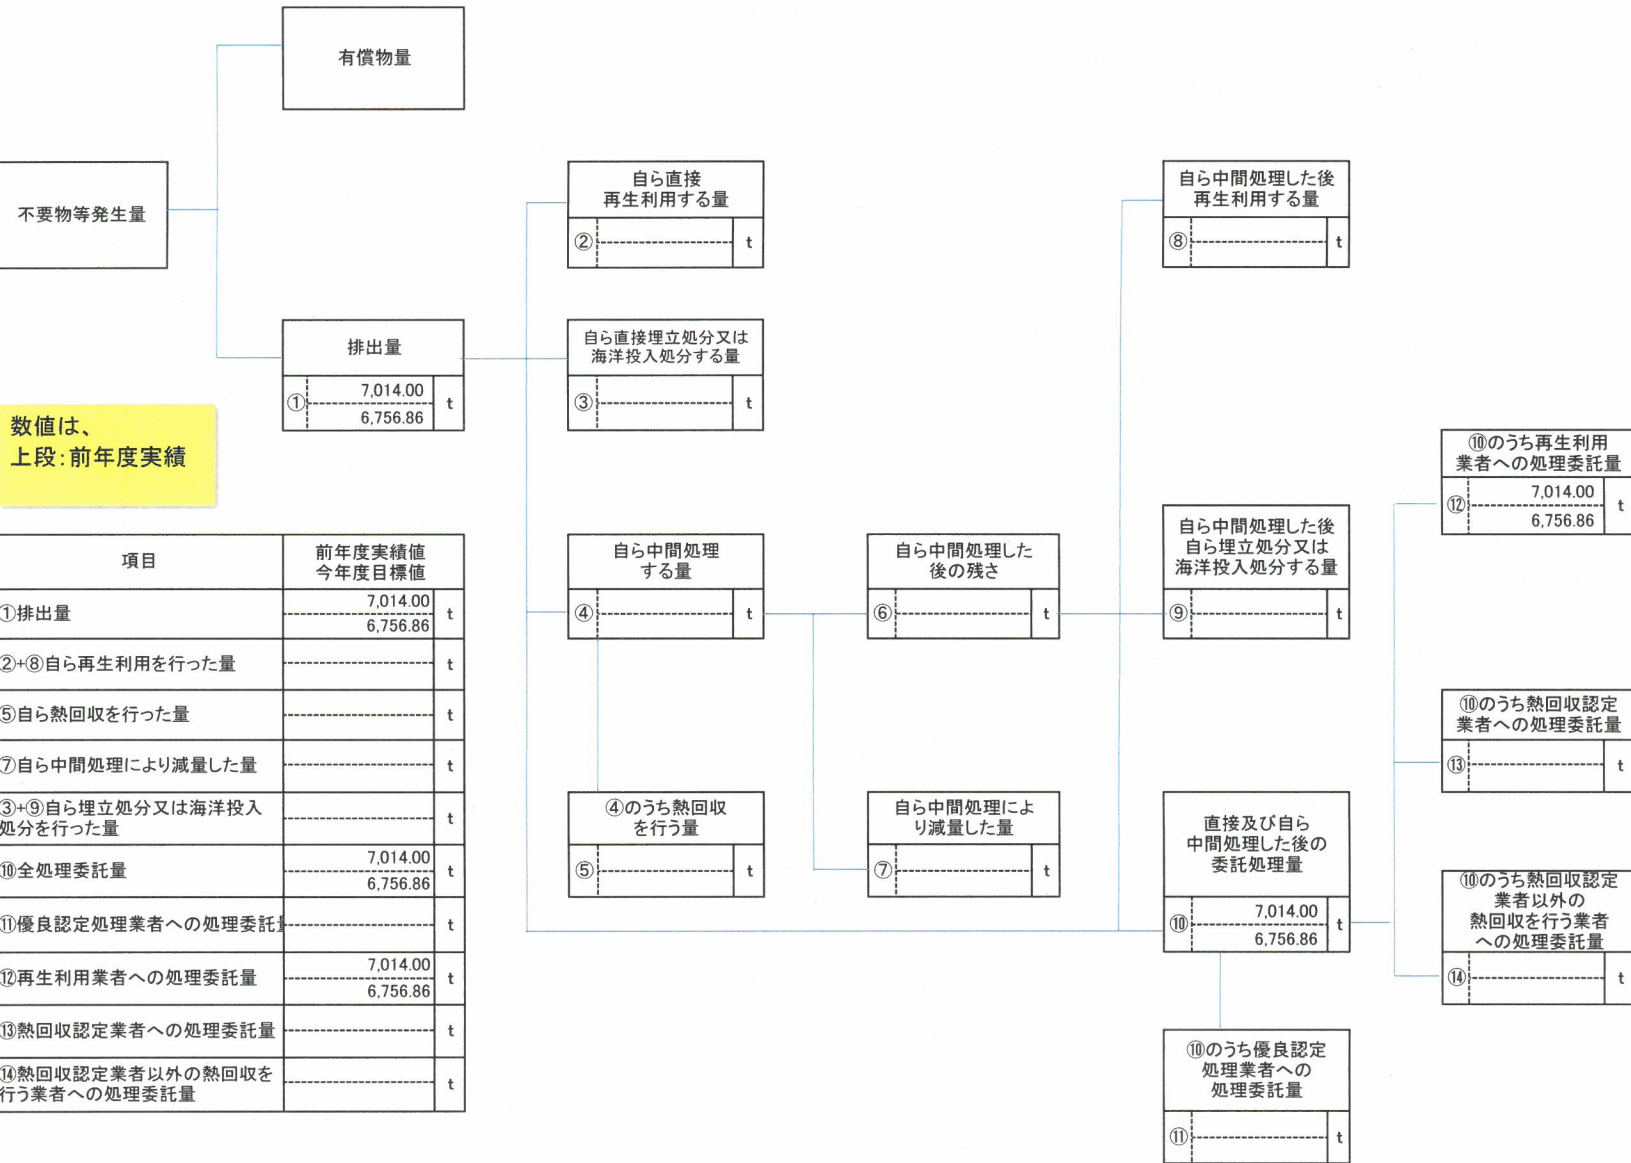 有償物量
不要物等発生量
排出量
①
7,014.00
6,756.86
t
自ら直接
再生利用する量
②
t
自ら直接埋立処分又は
海洋投入処分する量
③
t
自ら中間処理した後
再生利用する量
⑧
t
数値は、
上段:前年度実績
自ら中間処理
する量
④
t
自ら中間処理した
後の残さ
⑥
t
自ら中間処理した後
自ら埋立処分又は
海洋投入処分する量
⑨
t
⑩のうち再生利用
業者への処理委託量
⑫
7,014.00
6,756.86
t
⑩のうち熱回収認定
業者への処理委託量
⑬
t
④のうち熱回収
を行う量
⑤
t
自ら中間処理によ
り減量した量
⑦
t
直接及び自ら
中間処理した後の
委託処理量
⑩
7,014.00
6,756.86
t
⑩のうち熱回収認定
業者以外の
熱回収を行う業者
への処理委託量
⑭
t
⑩のうち優良認定
処理業者への
処理委託量
⑪
t
項目
前年度実績値
今年度目標値
①排出量
7,014.00
6,756.86
t
②+⑧自ら再生利用を行った量
t
⑤自ら熱回収を行った量
t
⑦自ら中間処理により減量した量
t
③+⑨自ら埋立処分又は海洋投入
処分を行った量
t
⑩全処理委託量
7,014.00
6,756.86
t
⑪優良認定処理業者への処理委託
t
⑫再生利用業者への処理委託量
7,014.00
6,756.86
t
⑬熱回収認定業者への処理委託量
t
⑭熱回収認定業者以外の熱回収を
行う業者への処理委託量
t